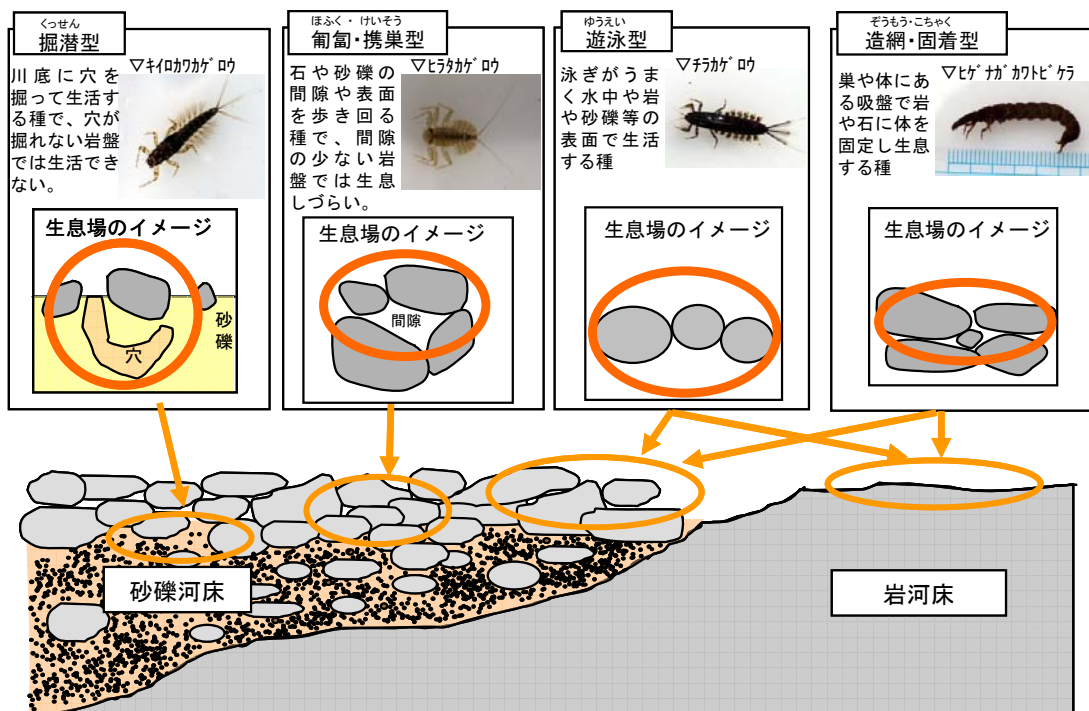 くっせん
掘潜型
▽ｷｲﾛｶﾜｶｹﾞﾛｳ
川底に穴を
掘って生活す
る種で、穴が
掘れない岩盤
では生活でき
ない。
生息場のイメージ
砂
礫
穴
ほふく・けいそう
匍匐・携巣型
▽ﾋﾗﾀｶｹﾞﾛｳ
石や砂礫の
間隙や表面
を歩き回る
種で、間隙
の少ない岩
盤では生息
しづらい。
生息場のイメージ
間隙
ゆうえい
遊泳型
▽ﾁﾗｶｹﾞﾛｳ
泳ぎがうま
く水中や岩
や砂礫等の
表面で生活
する種
生息場のイメージ
ぞうもう・こちゃく
造網・固着型
▽ﾋｹﾞﾅｶﾞｶﾜﾄﾋﾞｹﾗ
巣や体にあ
る吸盤で岩
や石に体を
固定し生息
する種
生息場のイメージ
砂礫河床
岩河床